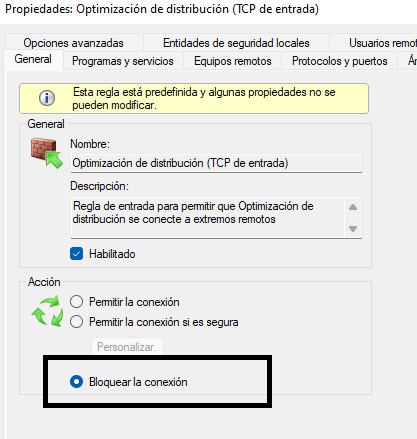 Propiedades: Optimización de distribución (TCP de entrada)
Opciones avanzadas Entidades de seguridad locales Usuarios remot
General Programas y servicios Equipos remotos Protocolos y puertos Ám
Esta regla está predefinida y algunas propiedades no se
pueden modificar.
General
Nombre:
Optimización de distribución (TCP de entrada)
Descripción:
Regla de entrada para permitir que Optimización de
distribución se conecte a extremos remotos
Habilitado
Acción
Permitir la conexión
Permitir la conexión si es segura
Personalizar.
Bloquear la conexión